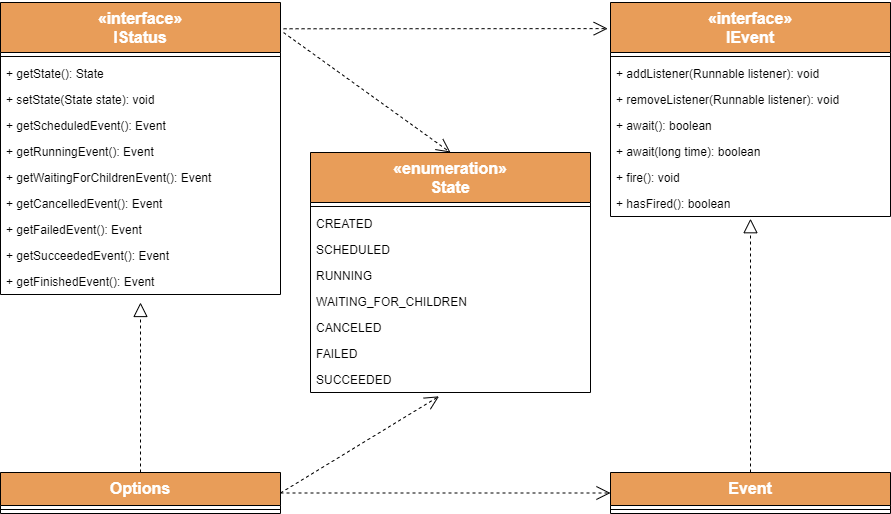 «interface»
IStatus
+ getState(): State
+ setState(State state): void
+ getScheduledEvent(): Event
+ getRunningEvent(): Event
+ getWaitingForChildrenEvent(): Event
+ getCancelledEvent(): Event
+ getFailedEvent(): Event
+ getSucceededEvent(): Event
+ getFinishedEvent(): Event
«interface»
IEvent
+ addListener(Runnable listener): void
+ removeListener(Runnable listener): void
+ await(): boolean
+ await(long time): boolean
+ fire(): void
+ hasFired(): boolean
«enumeration»
State
CREATED
SCHEDULED
RUNNING
WAITING_FOR_CHILDREN
CANCELED
FAILED
SUCCEEDED
Options
Event